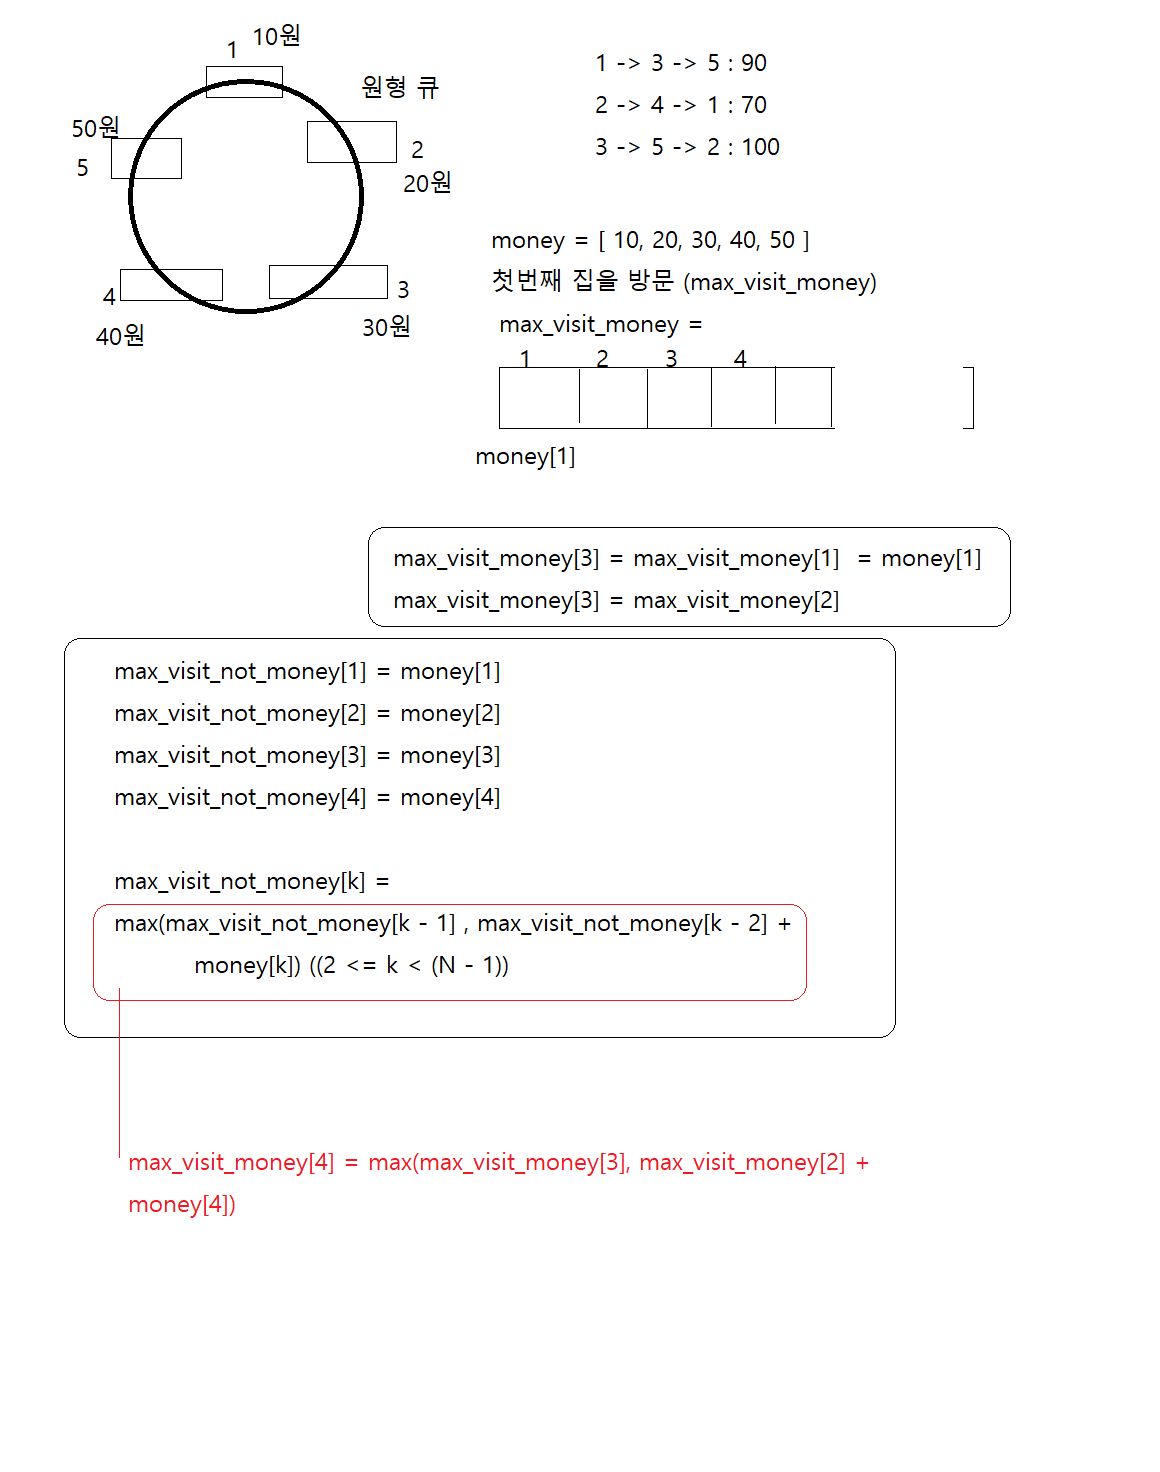 1 10원
원형 큐
50원
5
2
20원
4
3
40원
30원
1 -> 3 -> 5 : 90
2 -> 4 -> 1 : 70
3 -> 5 -> 2 : 100
money = [ 10, 20, 30, 40, 50 ]
첫번째 집을 방문 (max_visit_money)
max_visit_money =
1 2 3 4
money[1]
max_visit_money[3] = max_visit_money[1] = money[1]
max_visit_money[3] = max_visit_money[2]
max_visit_not_money[1] = money[1]
max_visit_not_money[2] = money[2]
max_visit_not_money[3] = money[3]
max_visit_not_money[4] = money[4]
max_visit_not_money[k] =
max(max_visit_not_money[k - 1] , max_visit_not_money[k - 2] +
money[k]) ((2 <= k < (N - 1))
max_visit_money[4] = max(max_visit_money[3], max_visit_money[2] +
money[4])